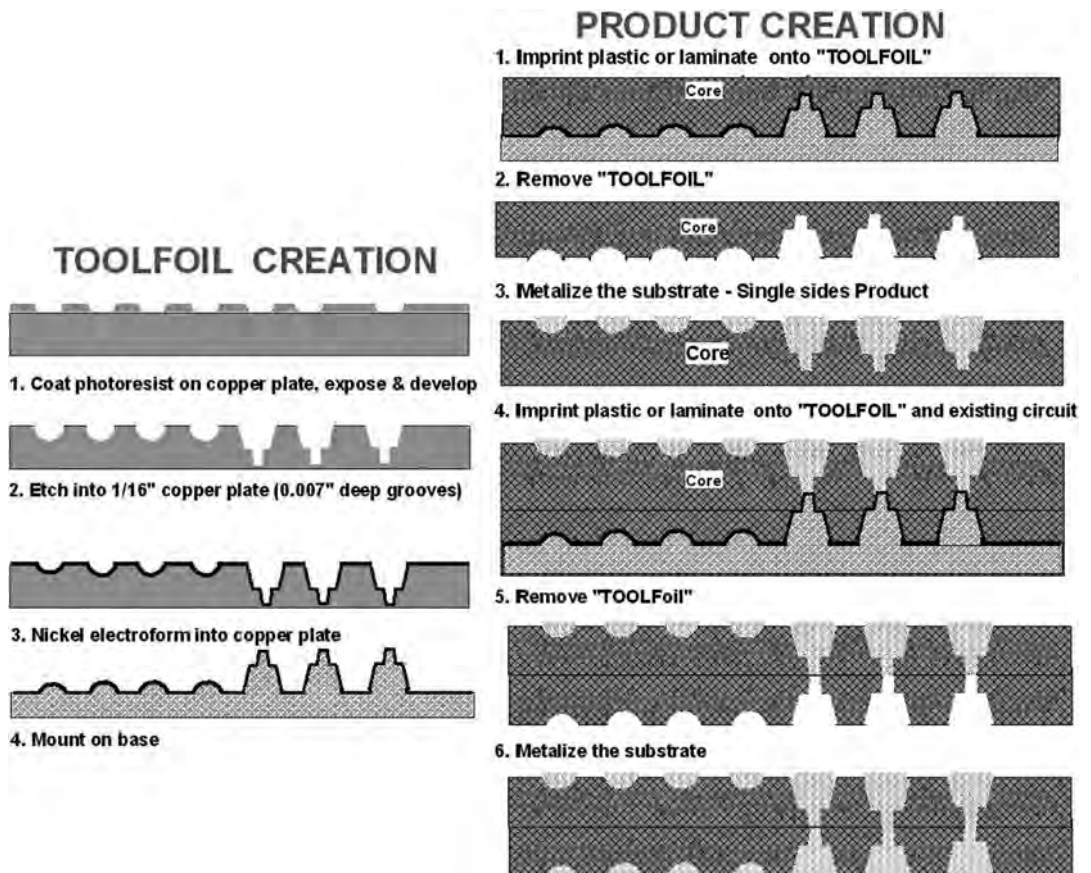 TOOLFOIL CREATION
1. Coat photoresist on copper plate, expose & develop
2. Etch into 1/16" copper plate (0.007" deep grooves)
3. Nickel electroform into copper plate
4. Mount on base
PRODUCT CREATION
1. Imprint plastic or laminate onto "TOOLFOIL"
Core
2. Remove "TOOLFOIL"
Core
3. Metalize the substrate - Single sides Product
Core
4. Imprint plastic or laminate onto "TOOLFOIL" and existing circuit
Core
5. Remove "TOOLFoil"
6. Metalize the substrate